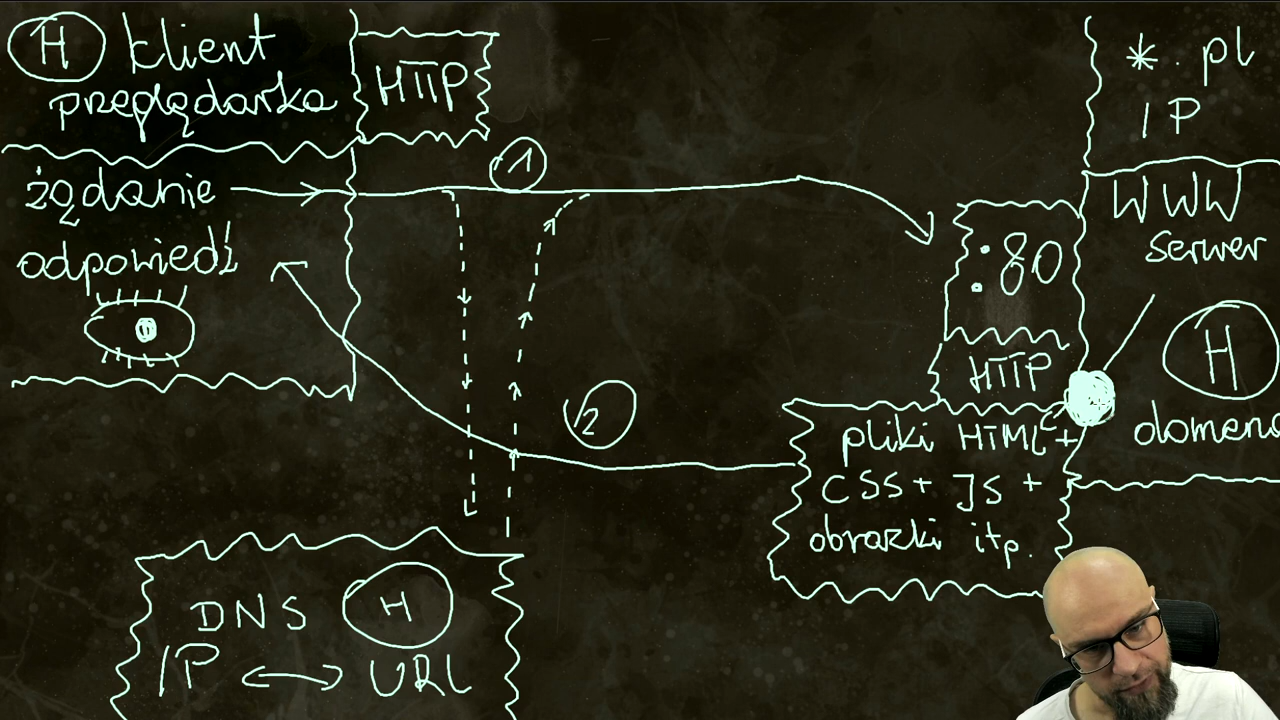 H klient
przeglądarka
HTTP
żądanie
odpowiedź
1
2
DNS H
IP URL
:80
HTTP
pliki HTML +
CSS + JS +
obrazki itp.
*.pl
IP
WWW
serwer
H
domena